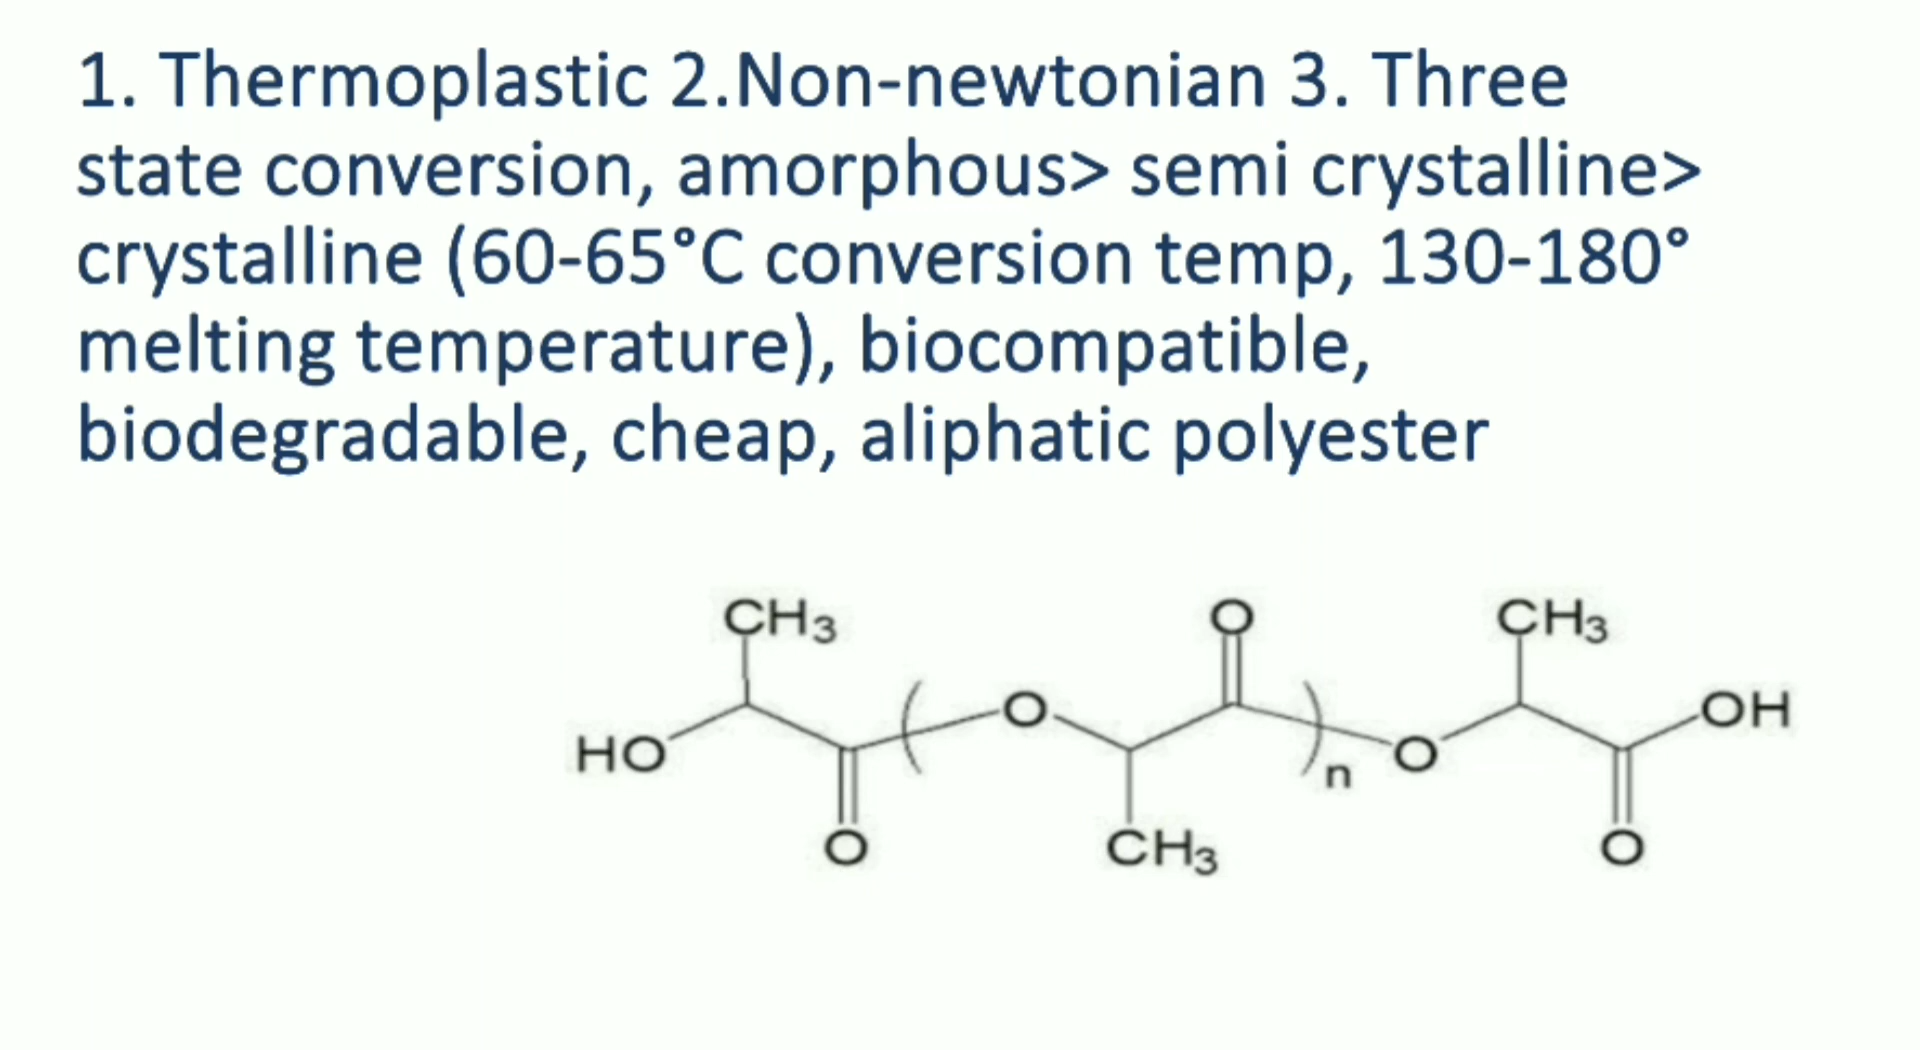 1. Thermoplastic 2.Non-newtonian 3. Three
state conversion, amorphous> semi crystalline>
crystalline (60-65°C conversion temp, 130-180°
melting temperature), biocompatible,
biodegradable, cheap, aliphatic polyester
CH3 O CH3
HO ( O )n O OH
O CH3 O